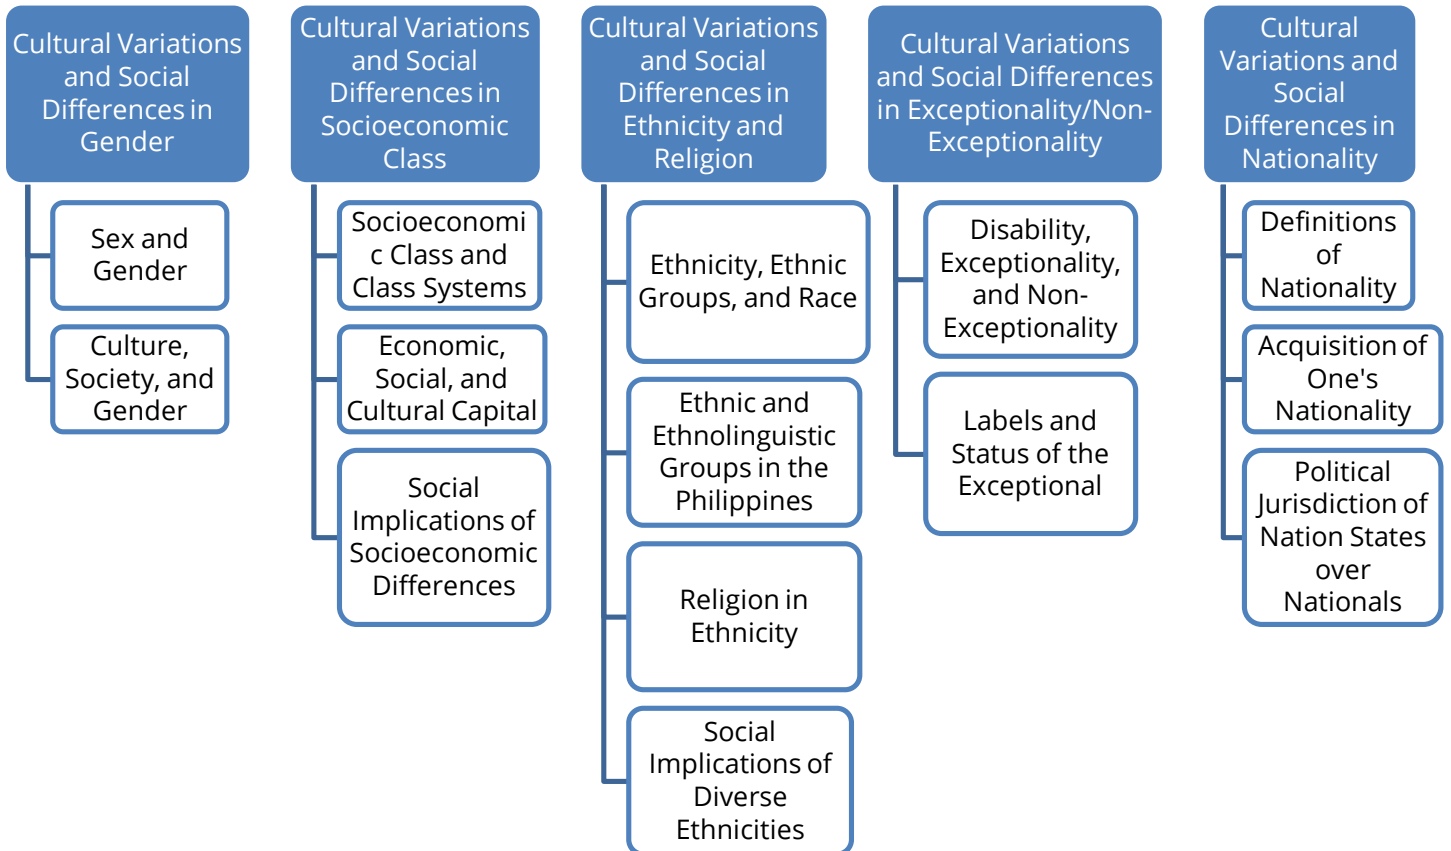 Cultural Variations
and Social
Differences in
Gender
Sex and
Gender
Culture,
Society, and
Gender
Cultural Variations
and Social
Differences in
Socioeconomic
Class
Socioeconomi
c Class and
Class Systems
Economic,
Social, and
Cultural Capital
Social
Implications of
Socioeconomic
Differences
Cultural Variations
and Social
Differences in
Ethnicity and
Religion
Ethnicity, Ethnic
Groups, and Race
Ethnic and
Ethnolinguistic
Groups in the
Philippines
Religion in
Ethnicity
Social
Implications of
Diverse
Ethnicities
Cultural Variations
and Social Differences
in Exceptionality/Non-
Exceptionality
Disability,
Exceptionality,
and Non-
Exceptionality
Labels and
Status of the
Exceptional
Cultural
Variations and
Social
Differences in
Nationality
Definitions
of
Nationality
Acquisition of
One's
Nationality
Political
Jurisdiction of
Nation States
over
Nationals